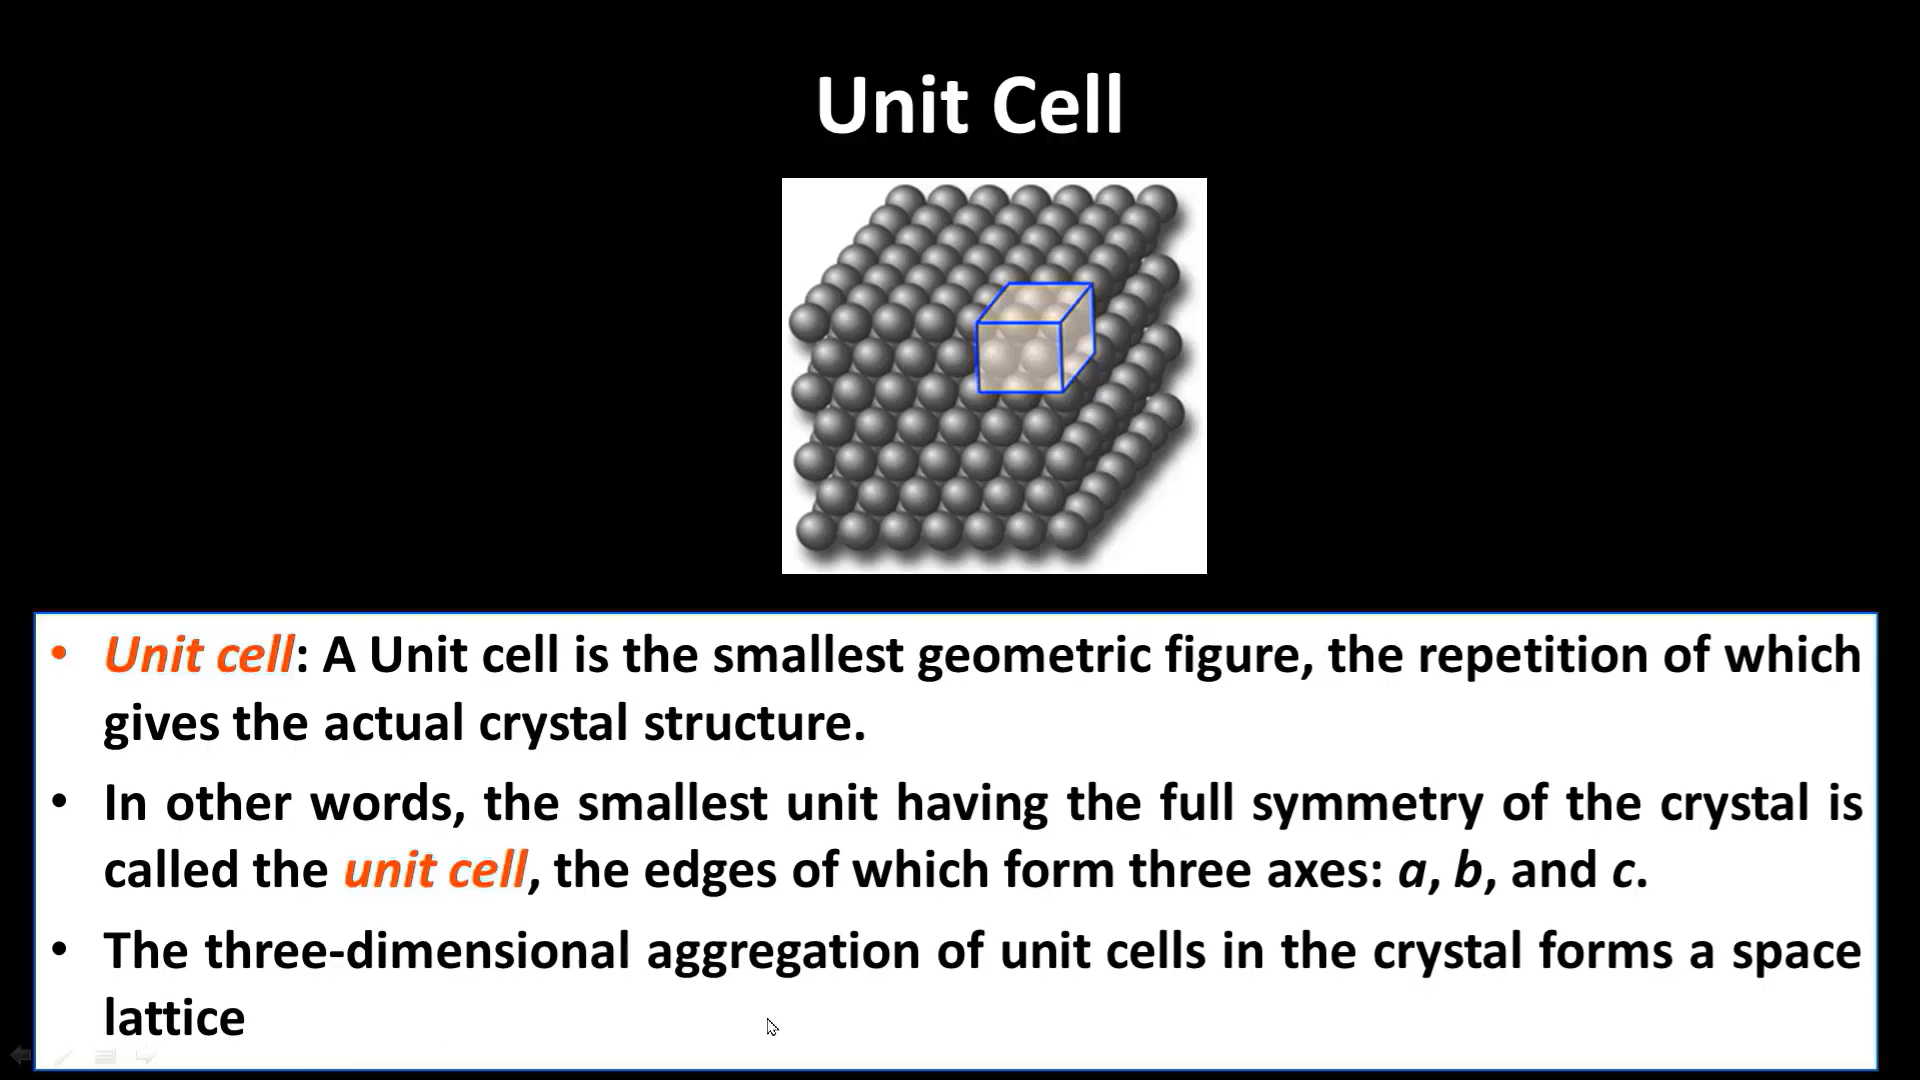 Unit Cell
• Unit cell: A Unit cell is the smallest geometric figure, the repetition of which
gives the actual crystal structure.
• In other words, the smallest unit having the full symmetry of the crystal is
called the unit cell, the edges of which form three axes: a, b, and c.
• The three-dimensional aggregation of unit cells in the crystal forms a space
lattice